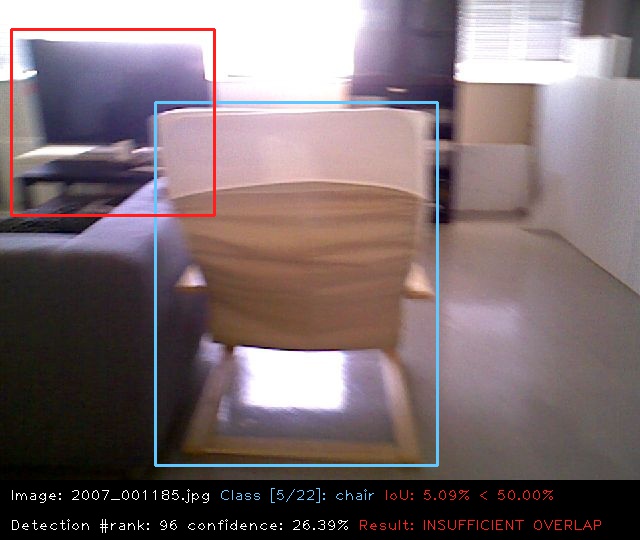 Image: 2007_001185.jpg Class [5/22]: chair IoU: 5.09% < 50.00%
Detection #rank: 96 confidence: 26.39% Result: INSUFFICIENT OVERLAP